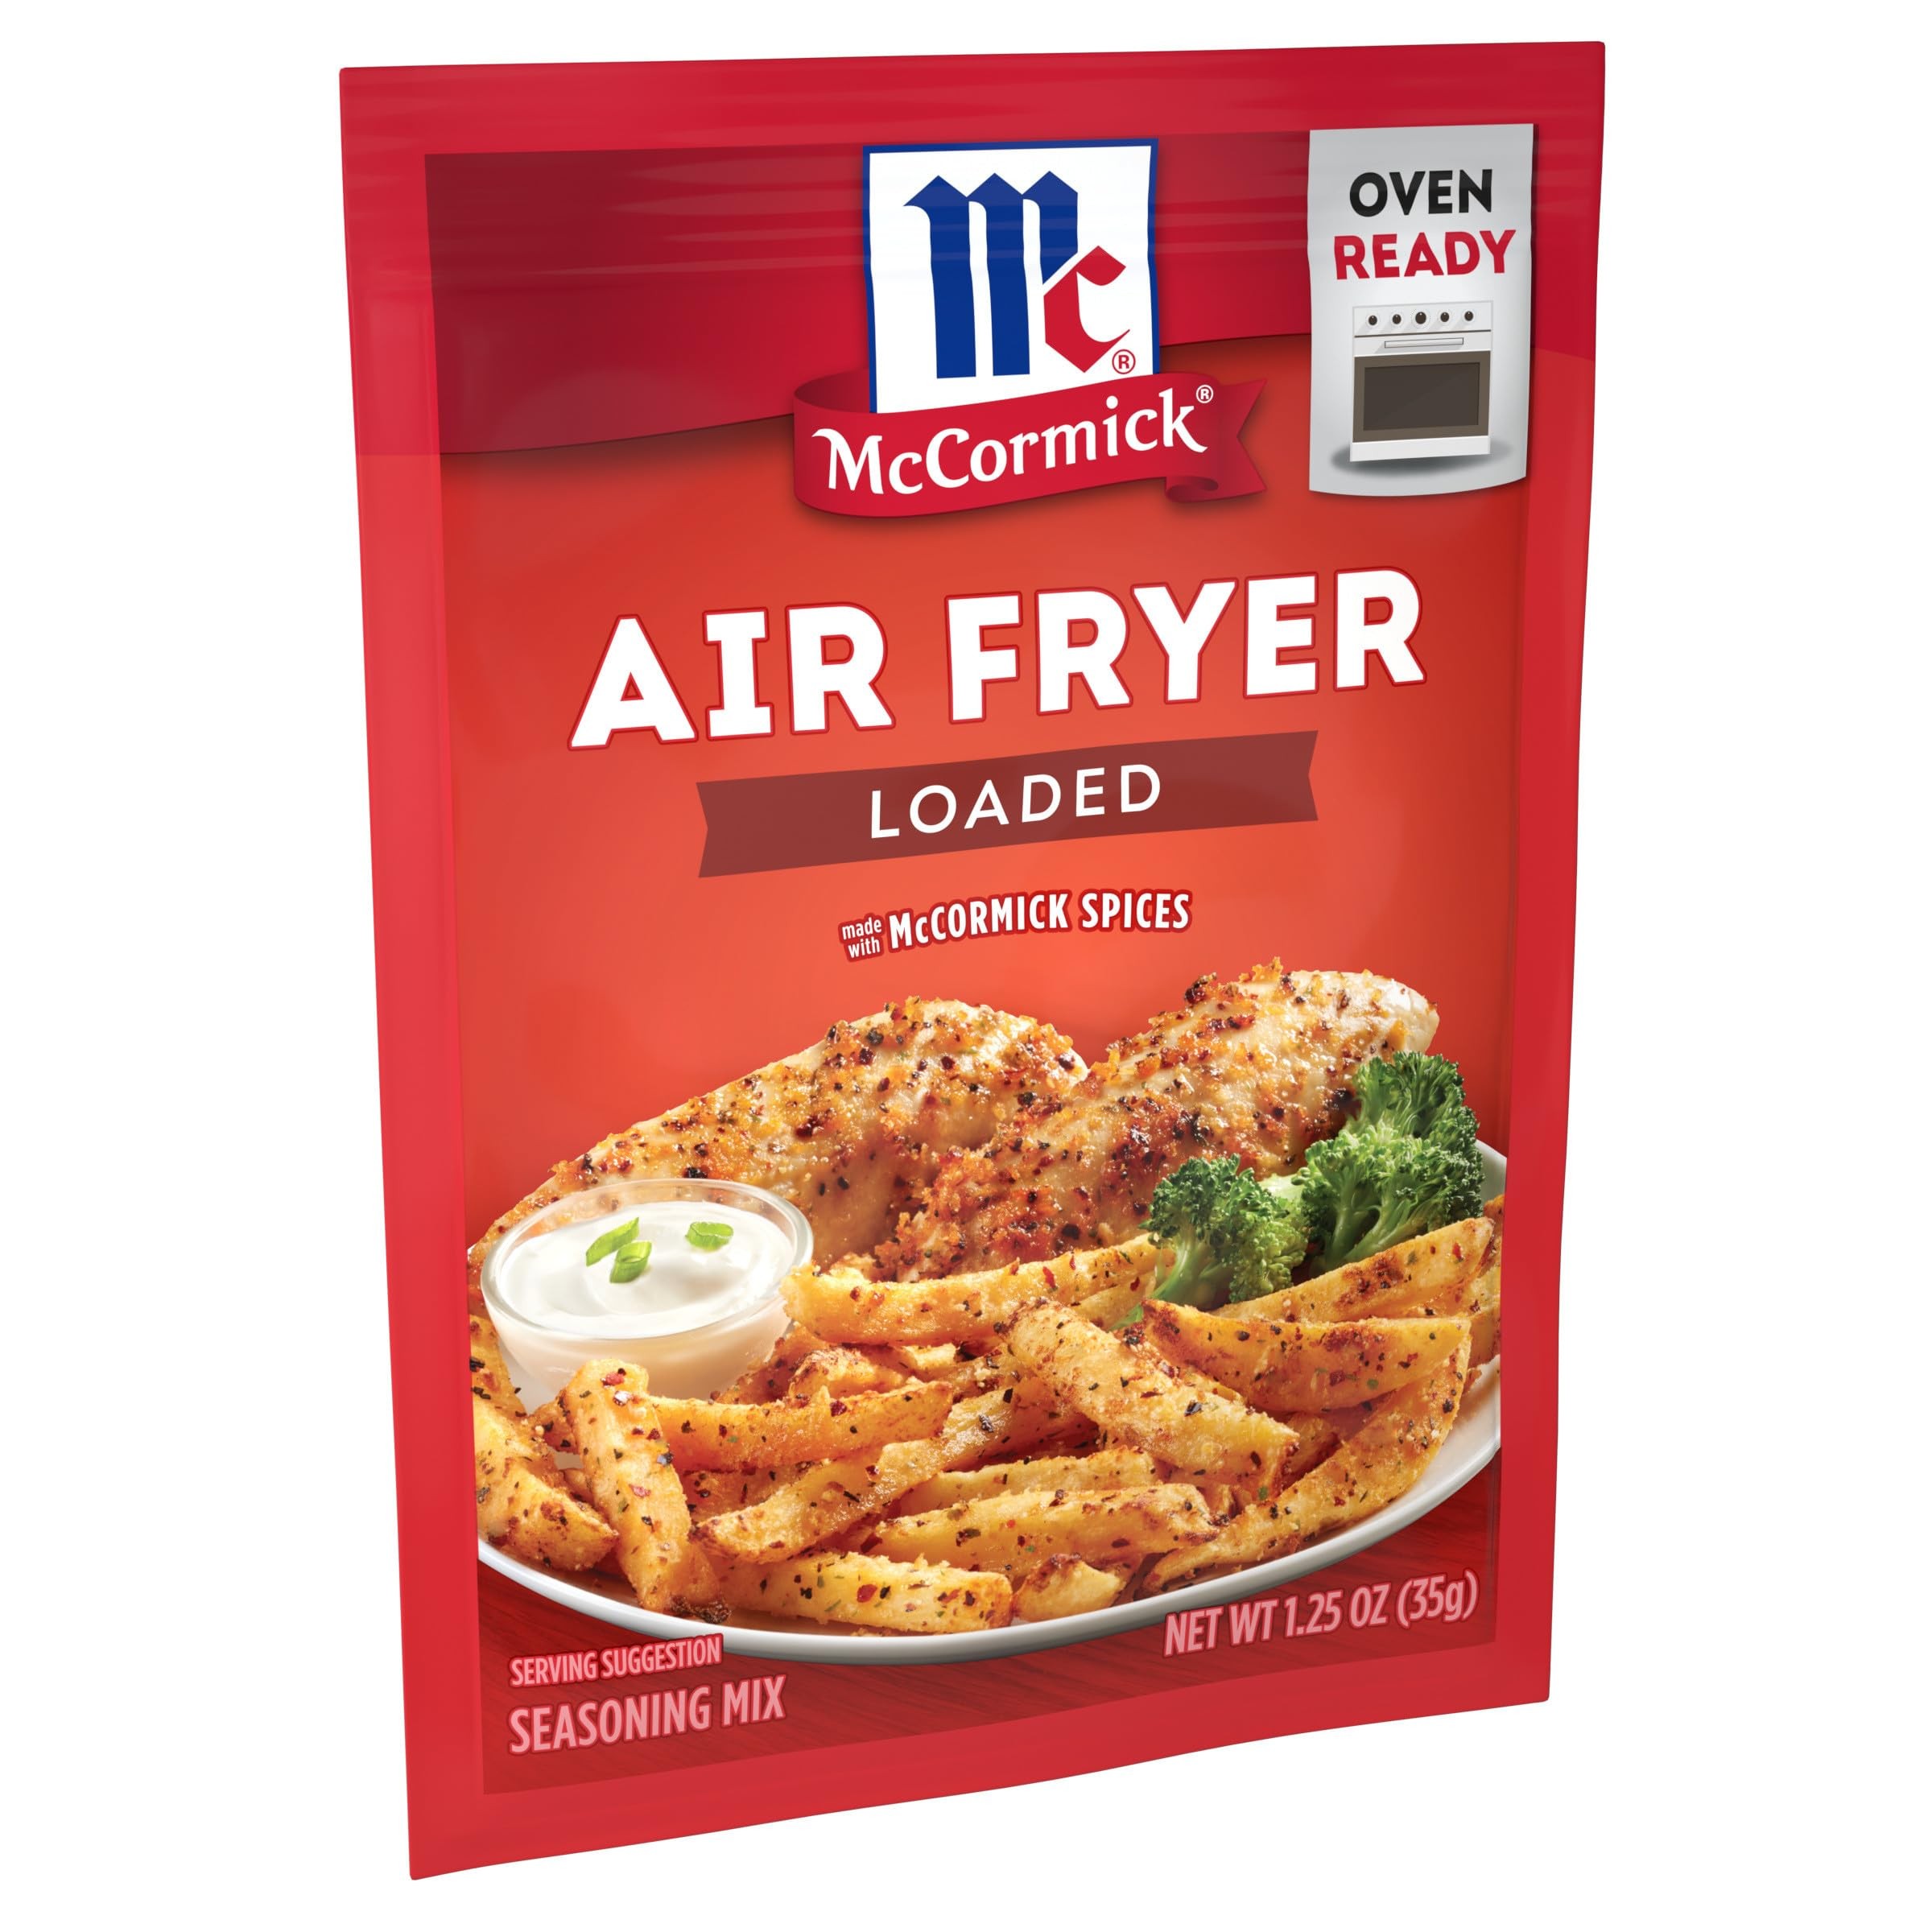 OVEN
READY
Mc®
McCormick®
AIR FRYER
LOADED
made with McCORMICK SPICES
NET WT 1.25 OZ (35g)
SERVING SUGGESTION
SEASONING MIX